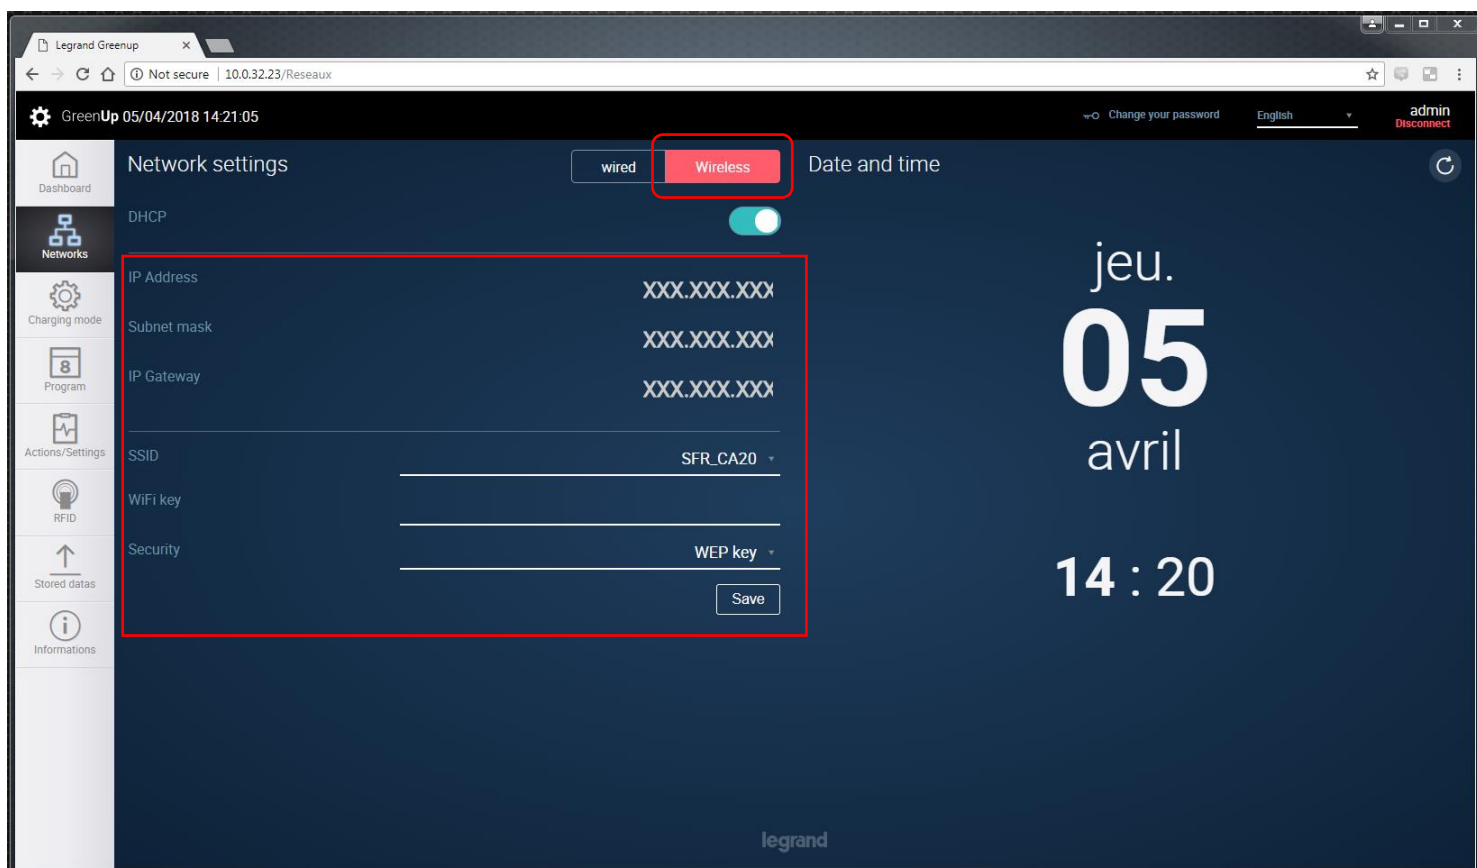 Legrand Greenup
Not secure | 10.0.32.23/Reseaux
GreenUp 05/04/2018 14:21:05
Change your password
English
admin
Disconnect
Dashboard
Networks
Charging mode
8
Program
Actions/Settings
RFID
Stored datas
Informations
Network settings
wired
Wireless
DHCP
IP Address
XXX.XXX.XXX
Subnet mask
XXX.XXX.XXX
IP Gateway
XXX.XXX.XXX
SSID
SFR_CA20
WiFi key
Security
WEP key
Save
Date and time
jeu.
05
avril
14 : 20
legrand